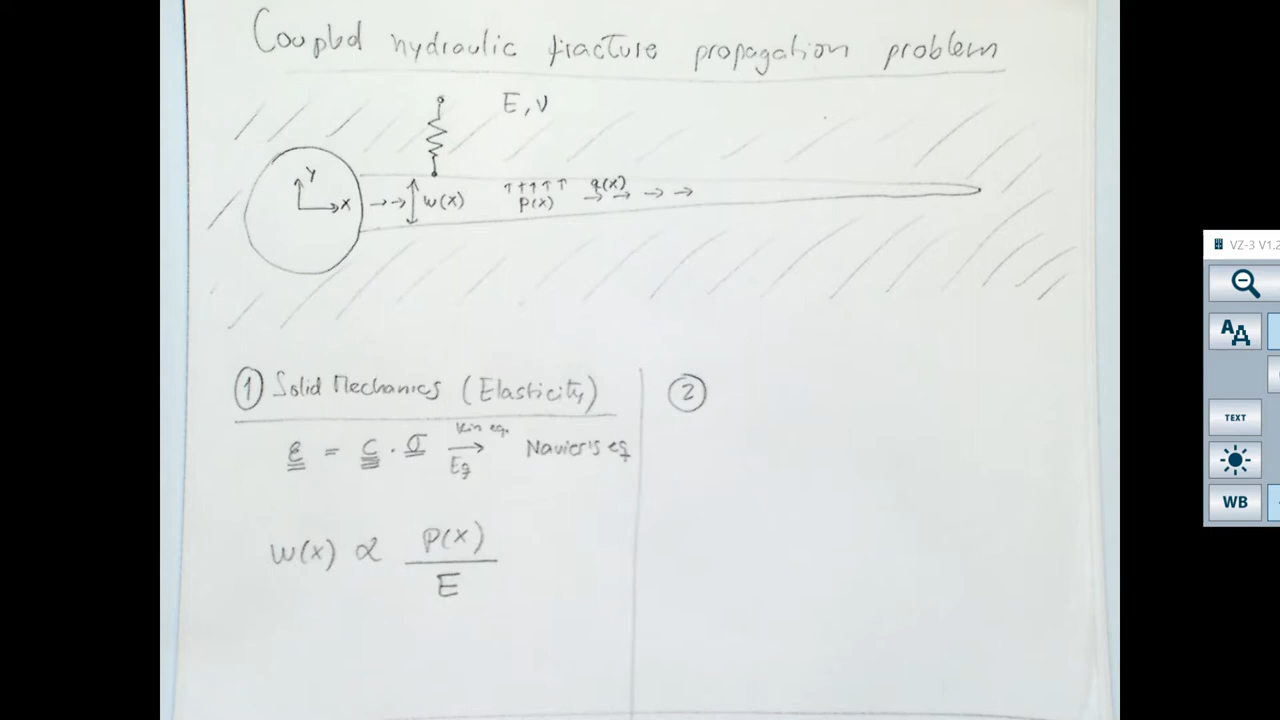 Coupled hydraulic fracture propagation problem
E, ν
Y
X
w(x)
p(x)
q(x)
① Solid Mechanics (Elasticity)
ε = C · σ → Navier's eq
Kin eq.
Eq
w(x) ∝ p(x) / E
②
VZ-3 V1.2
AA
TEXT
WB